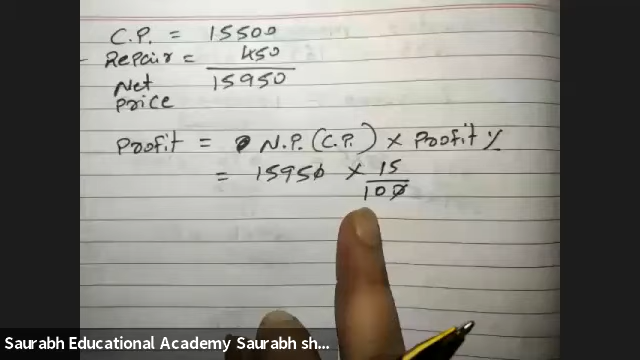 C.P. = 15500
Repair = 450
Net 15950
Price
Profit = N.P. (C.P.) × Profit %
= 15950 × 15/100
Saurabh Educational Academy Saurabh sh...